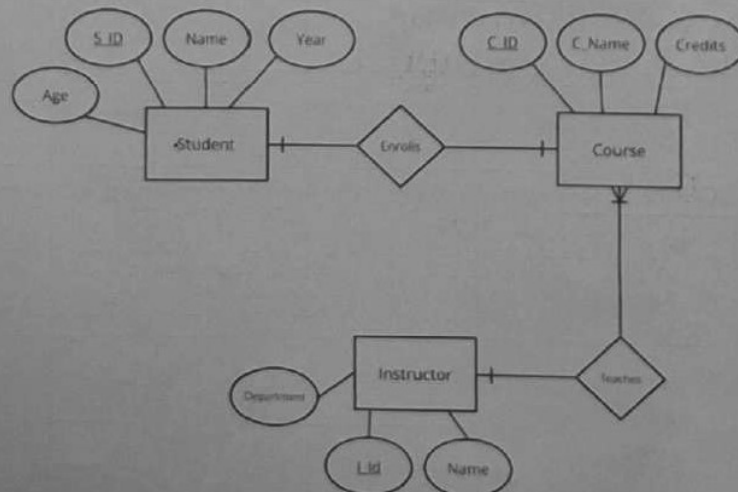 S_ID
Name
Year
C_ID
C_Name
Credits
Age
Student
Enrolls
Course
Instructor
Teaches
Department
I_Id
Name